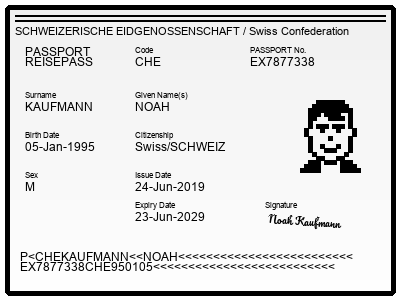 SCHWEIZERISCHE EIDGENOSSENSCHAFT / Swiss Confederation
PASSPORT
REISEPASS
Code
CHE
PASSPORT No.
EX7877338
Surname
KAUFMANN
Given Name(s)
NOAH
Birth Date
05-Jan-1995
Citizenship
Swiss/SCHWEIZ
Sex
M
Issue Date
24-Jun-2019
Expiry Date
23-Jun-2029
Signature
Noah Kaufmann
P<CHEKAUFMANN<<NOAH<<<<<<<<<<<<<<<<<<<<<<<<<
EX7877338CHE950105<<<<<<<<<<<<<<<<<<<<<<<<<<